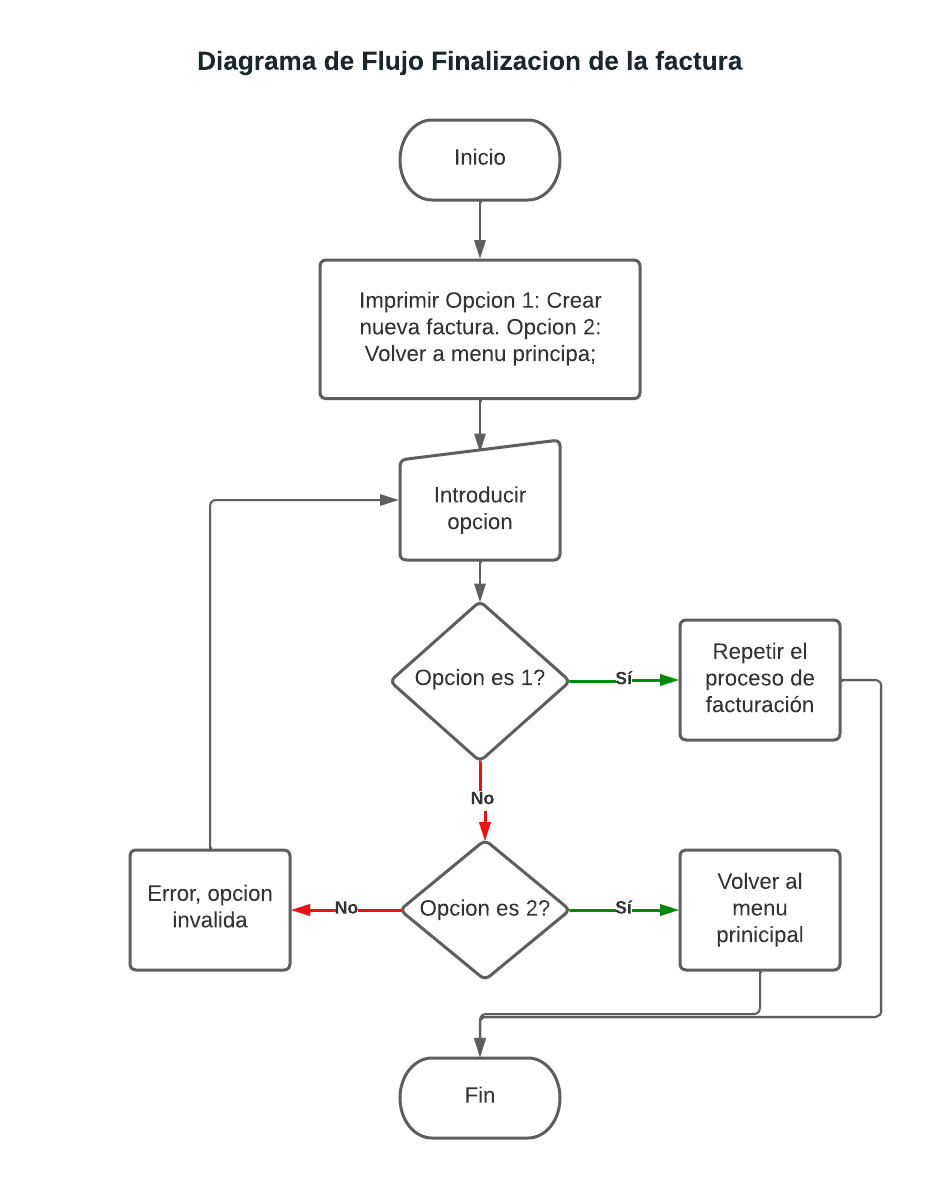 Diagrama de Flujo Finalizacion de la factura
Inicio
Imprimir Opcion 1: Crear
nueva factura. Opcion 2:
Volver a menu principa;
Introducir
opcion
Opcion es 1?
Sí
Repetir el
proceso de
facturación
No
Error, opcion
invalida
No
Opcion es 2?
Sí
Volver al
menu
prinicipal
Fin